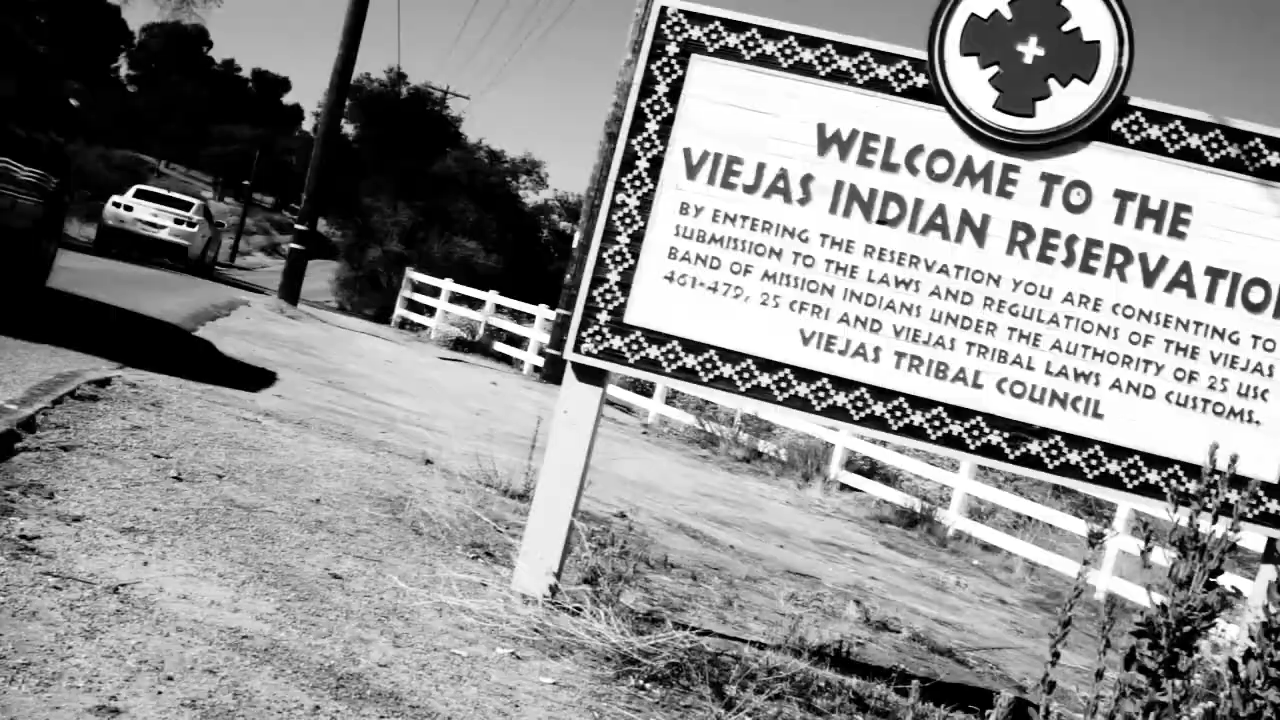 WELCOME TO THE
VIEJAS INDIAN RESERVATIO
BY ENTERING THE RESERVATION YOU ARE CONSENTING TO
SUBMISSION TO THE LAWS AND REGULATIONS OF THE VIEJAS
BAND OF MISSION INDIANS UNDER THE AUTHORITY OF 25 USC
461-479, 25 CFRI AND VIEJAS TRIBAL LAWS AND CUSTOMS.
VIEJAS TRIBAL COUNCIL